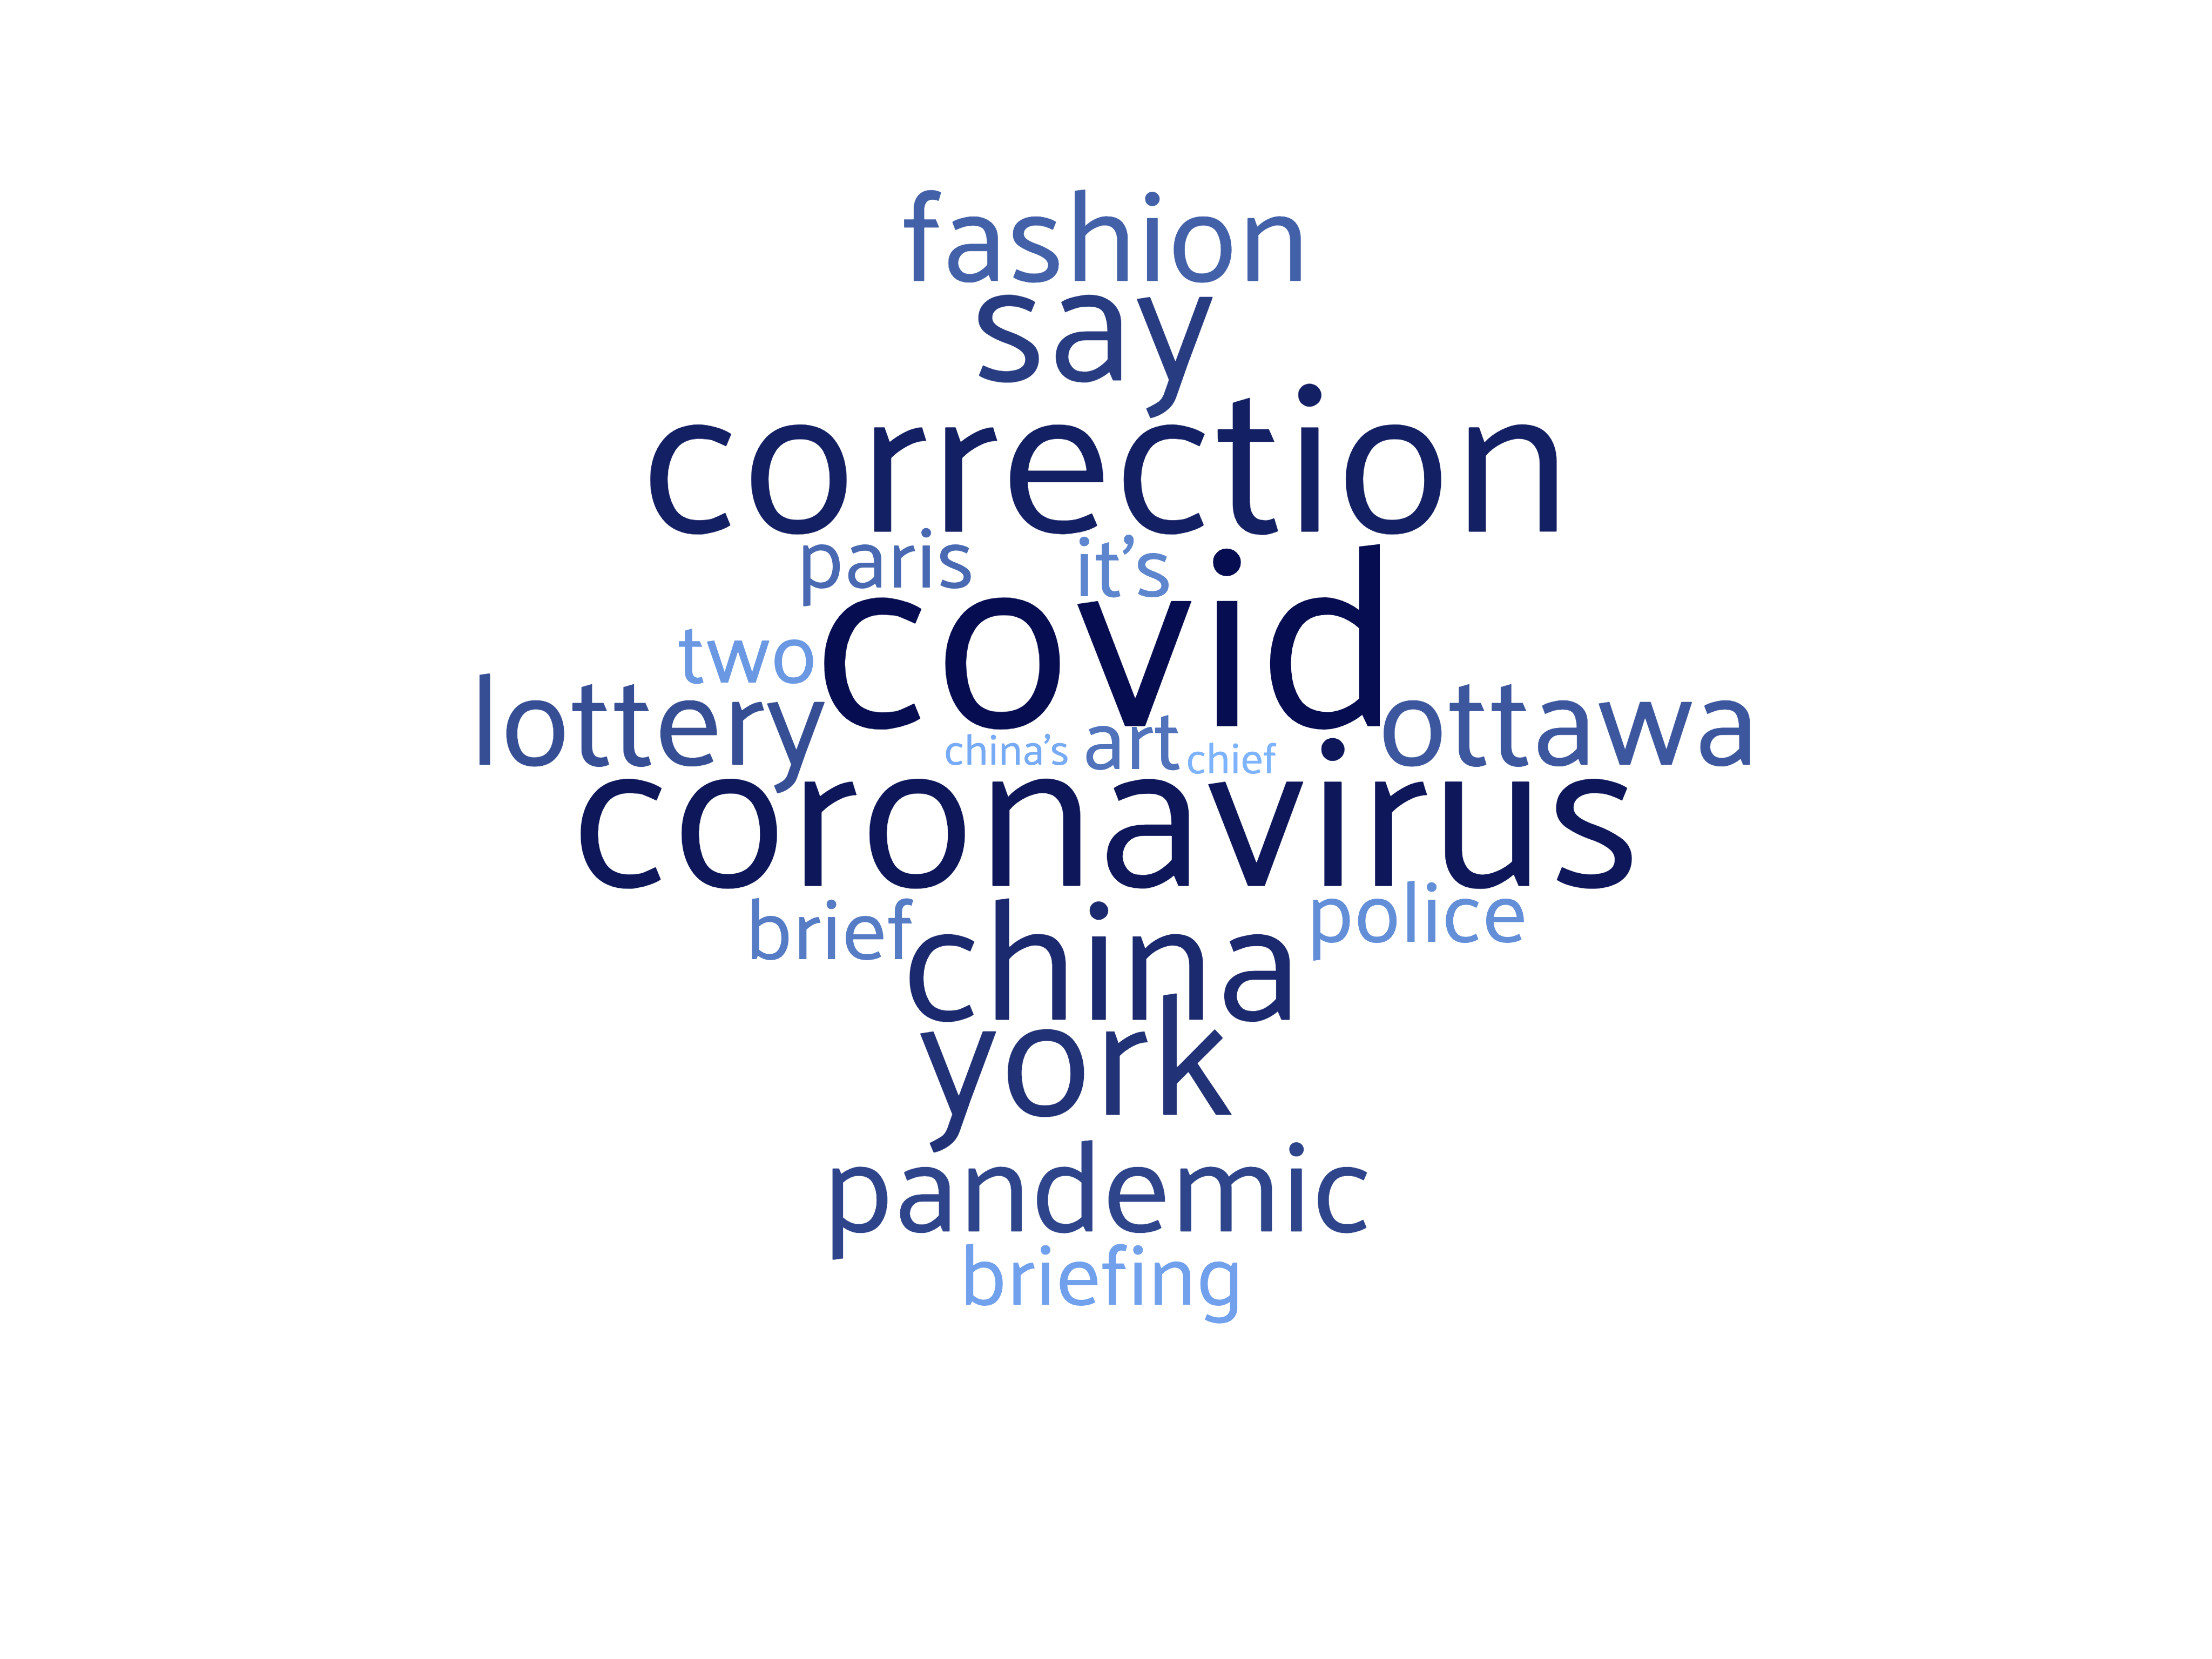 fashion
say
correction
paris it’s
covid
two
lottery ottawa
china’s art chief
coronavirus
brief police
china
york
pandemic
briefing